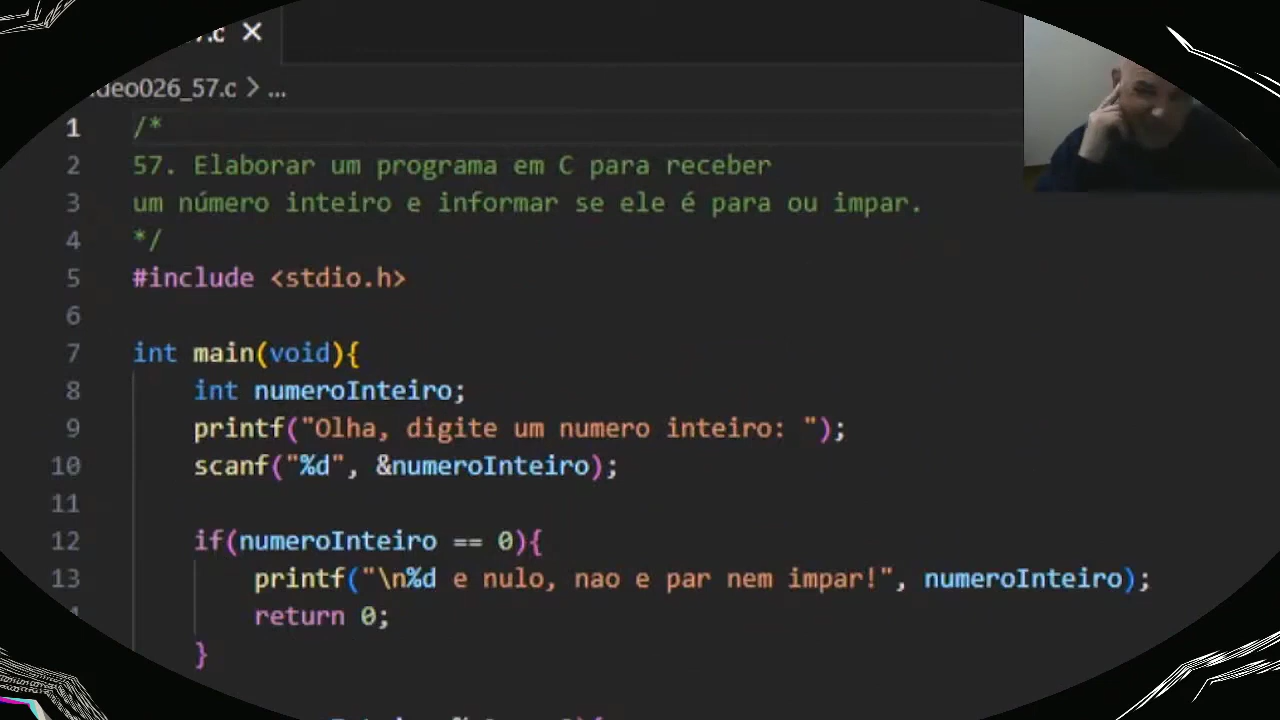 7.c ✕
deo026_57.c > ...
1 /*
2 57. Elaborar um programa em C para receber
3 um número inteiro e informar se ele é para ou impar.
4 */
5 #include <stdio.h>
6
7 int main(void){
8 int numeroInteiro;
9 printf("Olha, digite um numero inteiro: ");
10 scanf("%d", &numeroInteiro);
11
12 if(numeroInteiro == 0){
13 printf("\n%d e nulo, nao e par nem impar!", numeroInteiro);
return 0;
}